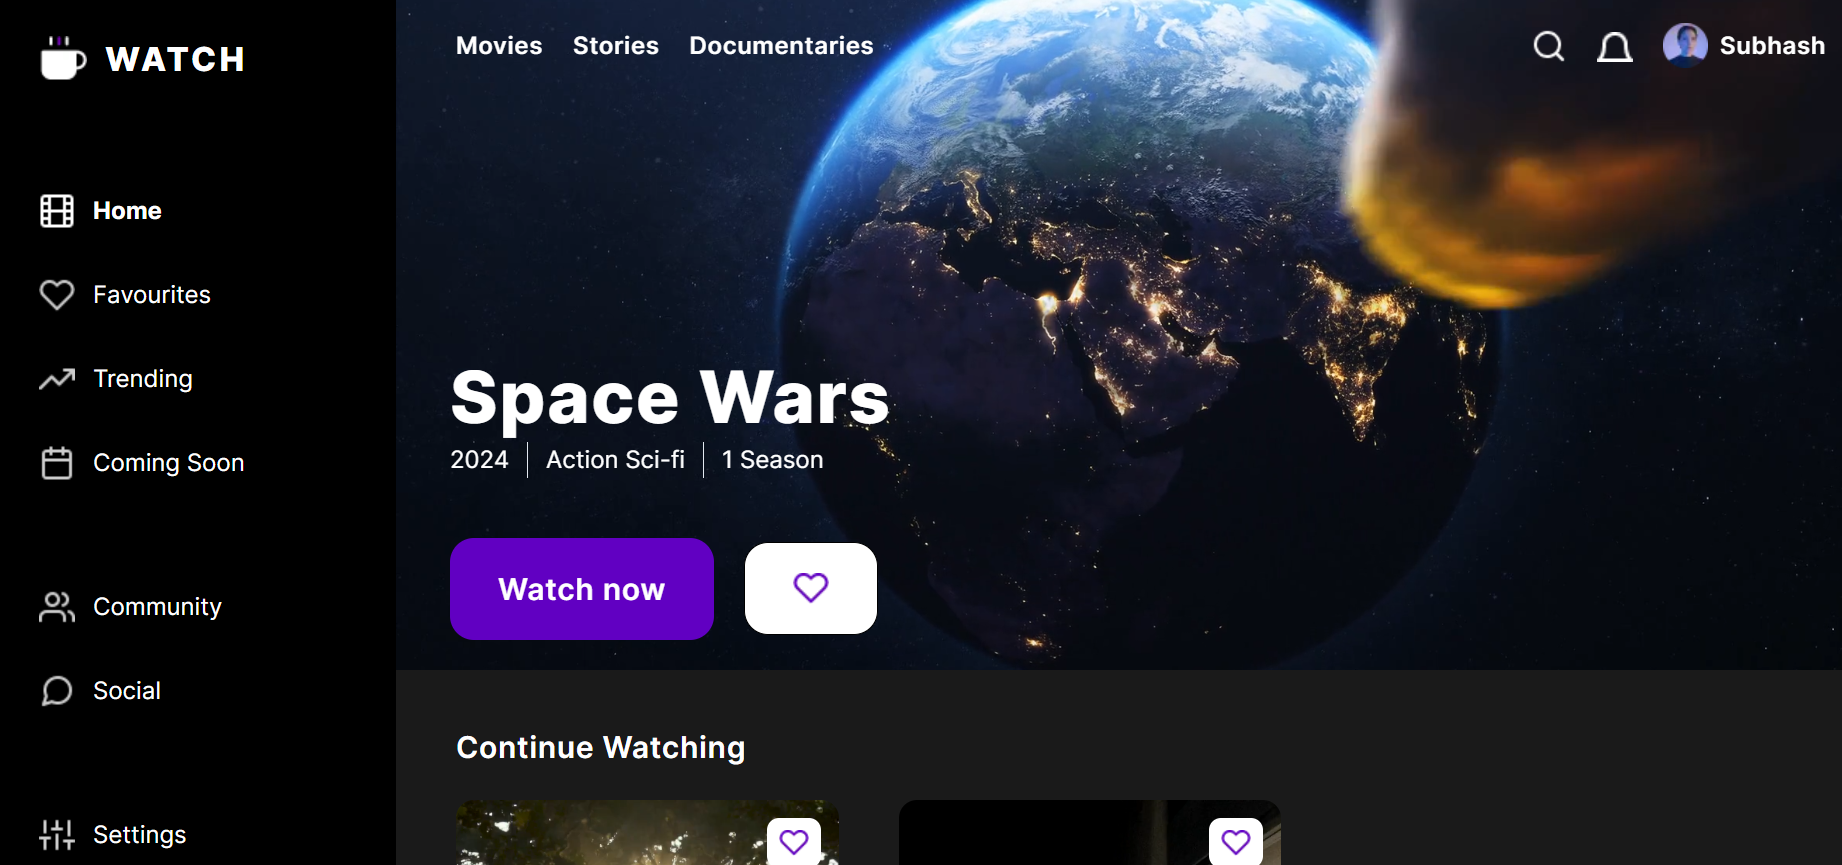 WATCH
Home
Favourites
Trending
Coming Soon
Community
Social
Settings
Movies Stories Documentaries
Subhash
Space Wars
2024 Action Sci-fi 1 Season
Watch now
Continue Watching